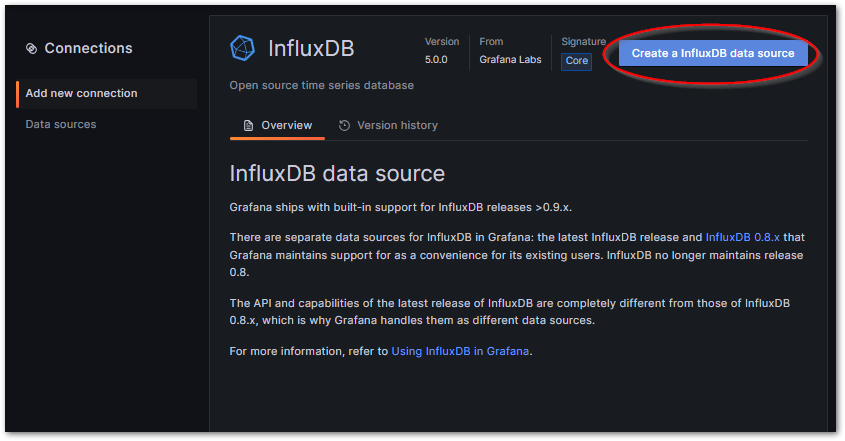 Connections
Add new connection
Data sources
InfluxDB
Version
5.0.0
From
Grafana Labs
Signature
Core
Create a InfluxDB data source
Open source time series database
Overview
Version history
InfluxDB data source
Grafana ships with built-in support for InfluxDB releases >0.9.x.
There are separate data sources for InfluxDB in Grafana: the latest InfluxDB release and InfluxDB 0.8.x that
Grafana maintains support for as a convenience for its existing users. InfluxDB no longer maintains release
0.8.
The API and capabilities of the latest release of InfluxDB are completely different from those of InfluxDB
0.8.x, which is why Grafana handles them as different data sources.
For more information, refer to Using InfluxDB in Grafana.